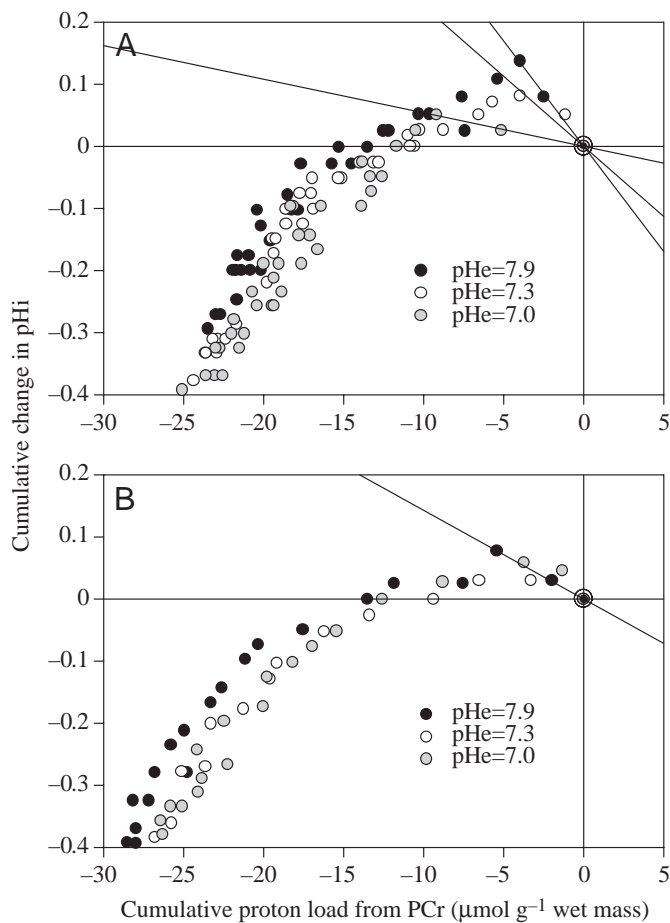 A
0.2
0.1
0
–0.1
–0.2
–0.3
–0.4
pHe=7.9
pHe=7.3
pHe=7.0
–30 –25 –20 –15 –10 –5 0 5
Cumulative change in pHi
B
0.2
0.1
0
–0.1
–0.2
–0.3
–0.4
pHe=7.9
pHe=7.3
pHe=7.0
–30 –25 –20 –15 –10 –5 0 5
Cumulative proton load from PCr (μmol g–1 wet mass)